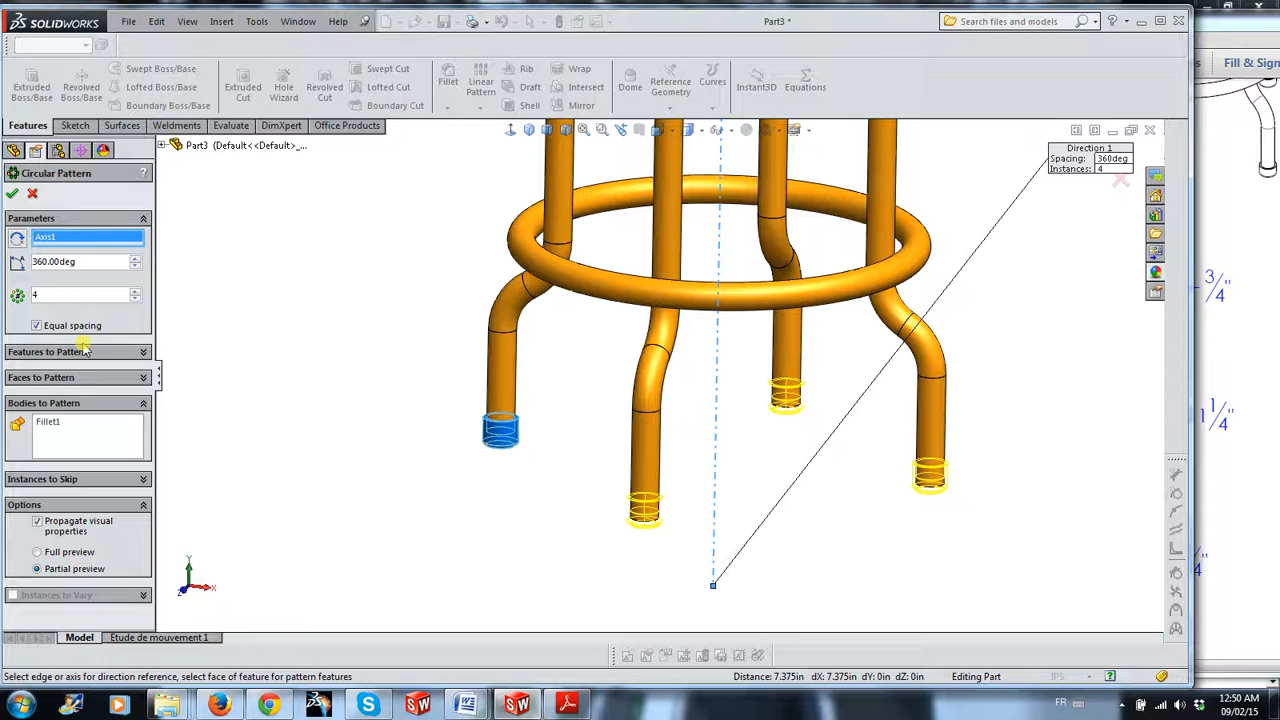 SOLIDWORKS File Edit View Insert Tools Window Help Part3 * Search files and models
Fill & Sign
Extruded Boss/Base
Revolved Boss/Base
Swept Boss/Base
Lofted Boss/Base
Boundary Boss/Base
Extruded Cut
Hole Wizard
Revolved Cut
Swept Cut
Lofted Cut
Boundary Cut
Fillet
Linear Pattern
Rib
Draft
Shell
Wrap
Intersect
Mirror
Dome
Reference Geometry
Curves
Instant3D
Equations
Features Sketch Surfaces Weldments Evaluate DimXpert Office Products
Part3 (Default<<Default>_...
Direction 1
Spacing: 360deg
Instances: 4
Circular Pattern ?
Parameters
Axis1
360.00deg
4
Equal spacing
Features to Pattern
Faces to Pattern
Bodies to Pattern
Fillet1
Instances to Skip
Options
Propagate visual
properties
Full preview
Partial preview
Instances to Vary
3/4"
1 1/4"
Y
X
Z
Model Etude de mouvement 1
Select edge or axis for direction reference, select face of feature for pattern features Distance: 7.375in dX: 7.375in dY: 0in dZ: 0in Editing Part IPS
FR 12:50 AM
09/02/15